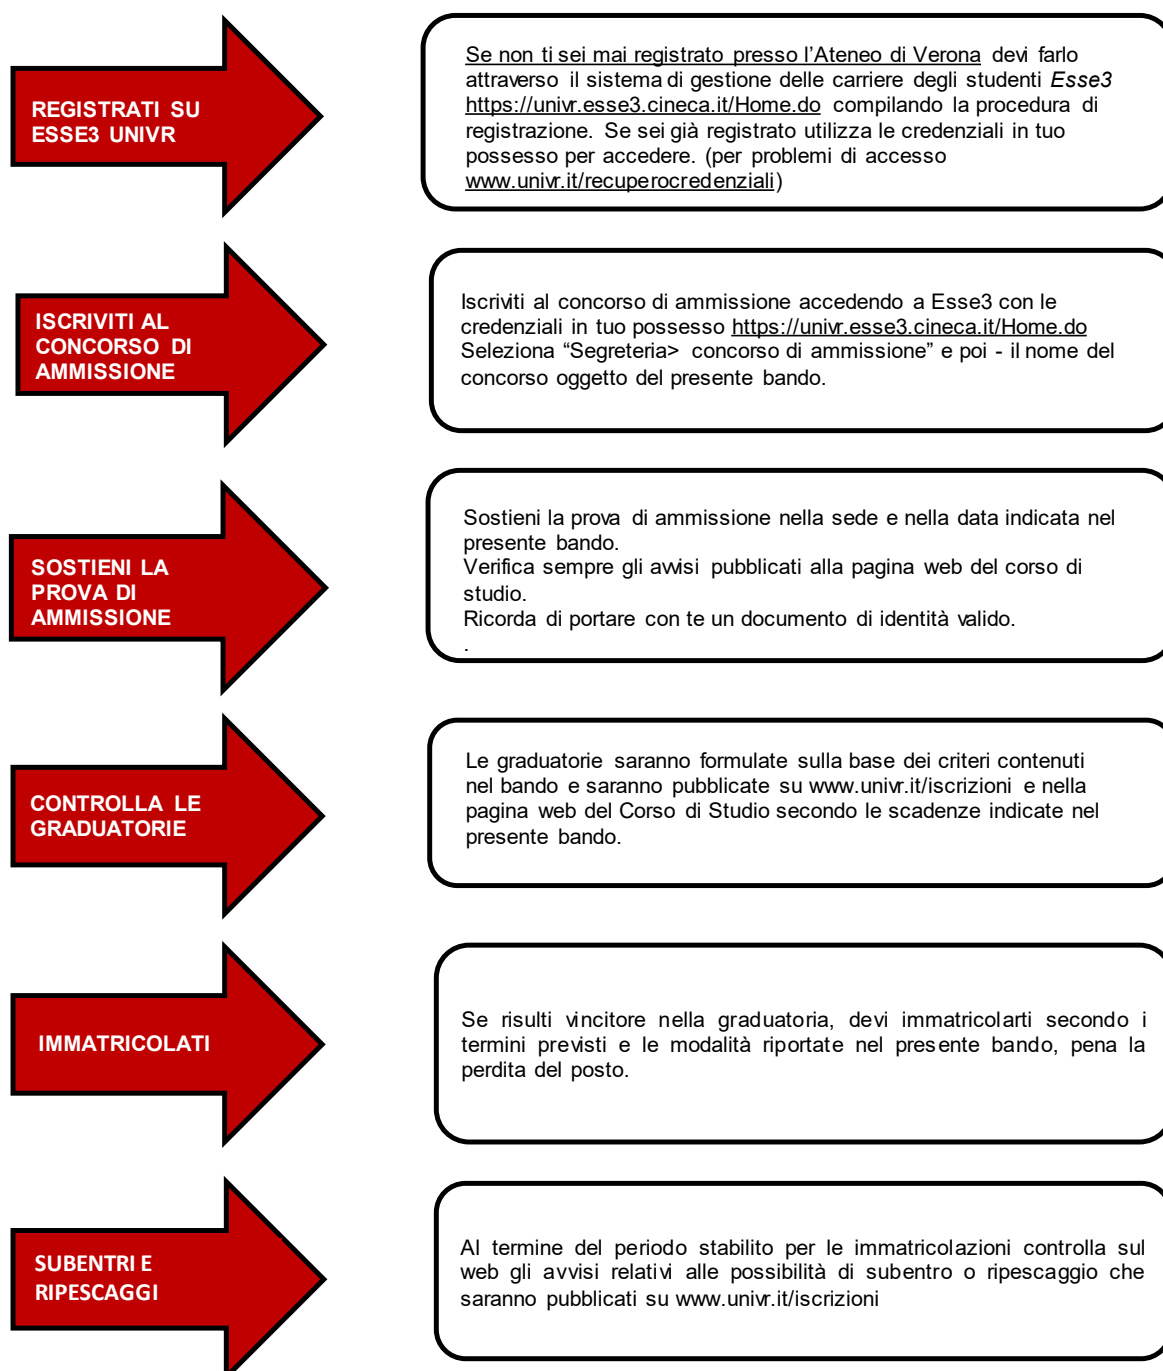 REGISTRATI SU
ESSE3 UNIVR
Se non ti sei mai registrato presso l'Ateneo di Verona devi farlo
attraverso il sistema di gestione delle carriere degli studenti Esse3
https://univr.esse3.cineca.it/Home.do compilando la procedura di
registrazione. Se sei già registrato utilizza le credenziali in tuo
possesso per accedere. (per problemi di accesso
www.univr.it/recuperocredenziali)
ISCRIVITI AL
CONCORSO DI
AMMISSIONE
Iscriviti al concorso di ammissione accedendo a Esse3 con le
credenziali in tuo possesso https://univr.esse3.cineca.it/Home.do
Seleziona “Segreteria> concorso di ammissione” e poi - il nome del
concorso oggetto del presente bando.
SOSTIENI LA
PROVA DI
AMMISSIONE
Sostieni la prova di ammissione nella sede e nella data indicata nel
presente bando.
Verifica sempre gli avvisi pubblicati alla pagina web del corso di
studio.
Ricorda di portare con te un documento di identità valido.
.
CONTROLLA LE
GRADUATORIE
Le graduatorie saranno formulate sulla base dei criteri contenuti
nel bando e saranno pubblicate su www.univr.it/iscrizioni e nella
pagina web del Corso di Studio secondo le scadenze indicate nel
presente bando.
IMMATRICOLATI
Se risulti vincitore nella graduatoria, devi immatricolarti secondo i
termini previsti e le modalità riportate nel presente bando, pena la
perdita del posto.
SUBENTRI E
RIPESCAGGI
Al termine del periodo stabilito per le immatricolazioni controlla sul
web gli avvisi relativi alle possibilità di subentro o ripescaggio che
saranno pubblicati su www.univr.it/iscrizioni